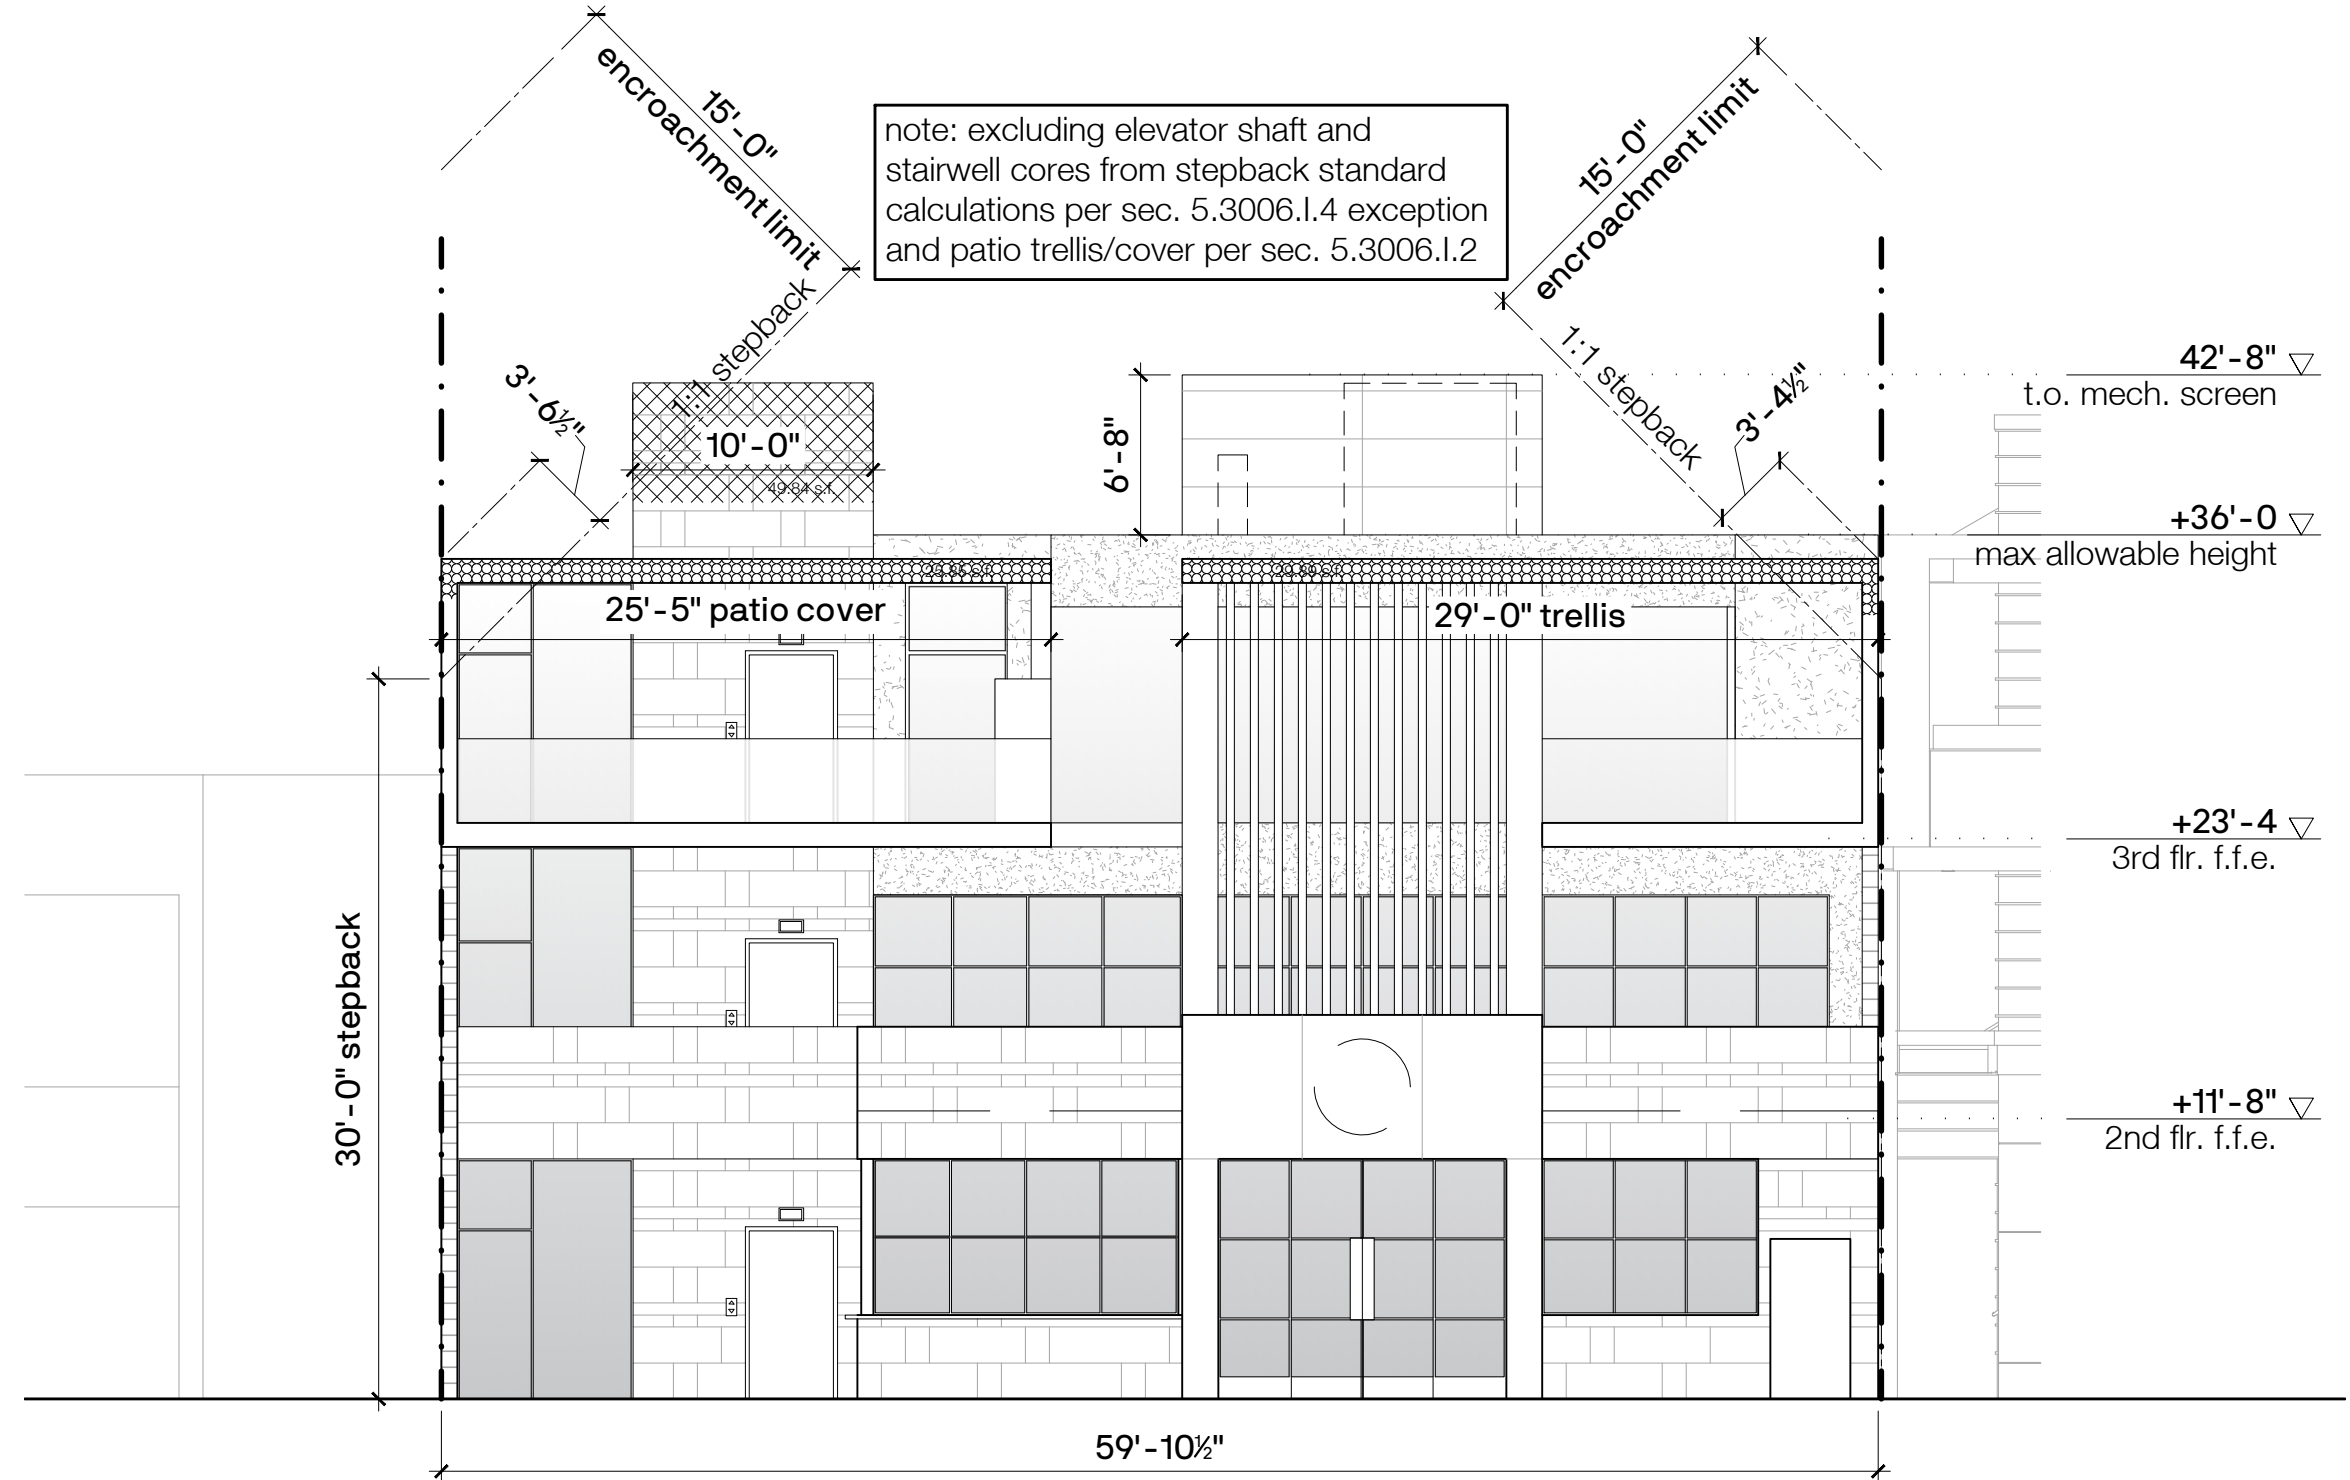 15'-0"
encroachment limit
15'-0"
encroachment limit
note: excluding elevator shaft and
stairwell cores from stepback standard
calculations per sec. 5.3006.I.4 exception
and patio trellis/cover per sec. 5.3006.I.2
1:1 stepback
1:1 stepback
3'-6½"
3'-4½"
42'-8"
t.o. mech. screen
10'-0"
6'-8"
49.84 s.f.
+36'-0
max allowable height
25.85 s.f.
25'-5" patio cover
29'-0" trellis
+23'-4
3rd flr. f.f.e.
30'-0" stepback
+11'-8"
2nd flr. f.f.e.
59'-10½"